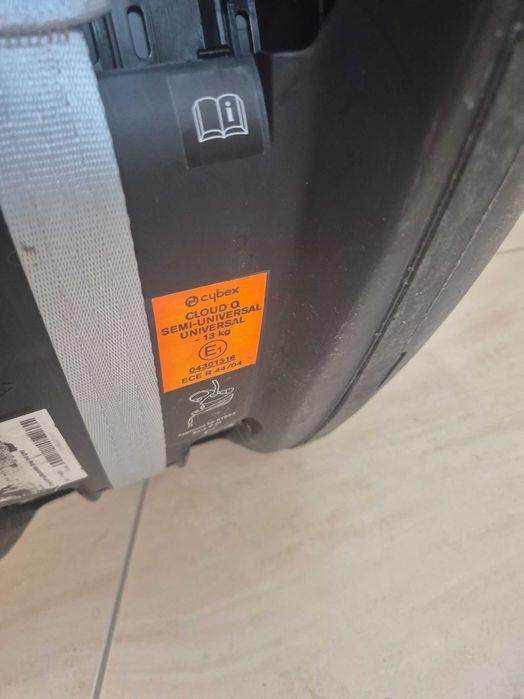 i
cybex
CLOUD Q
SEMI-UNIVERSAL
UNIVERSAL
- 13 kg
E1
04301316
ECE R 44/04